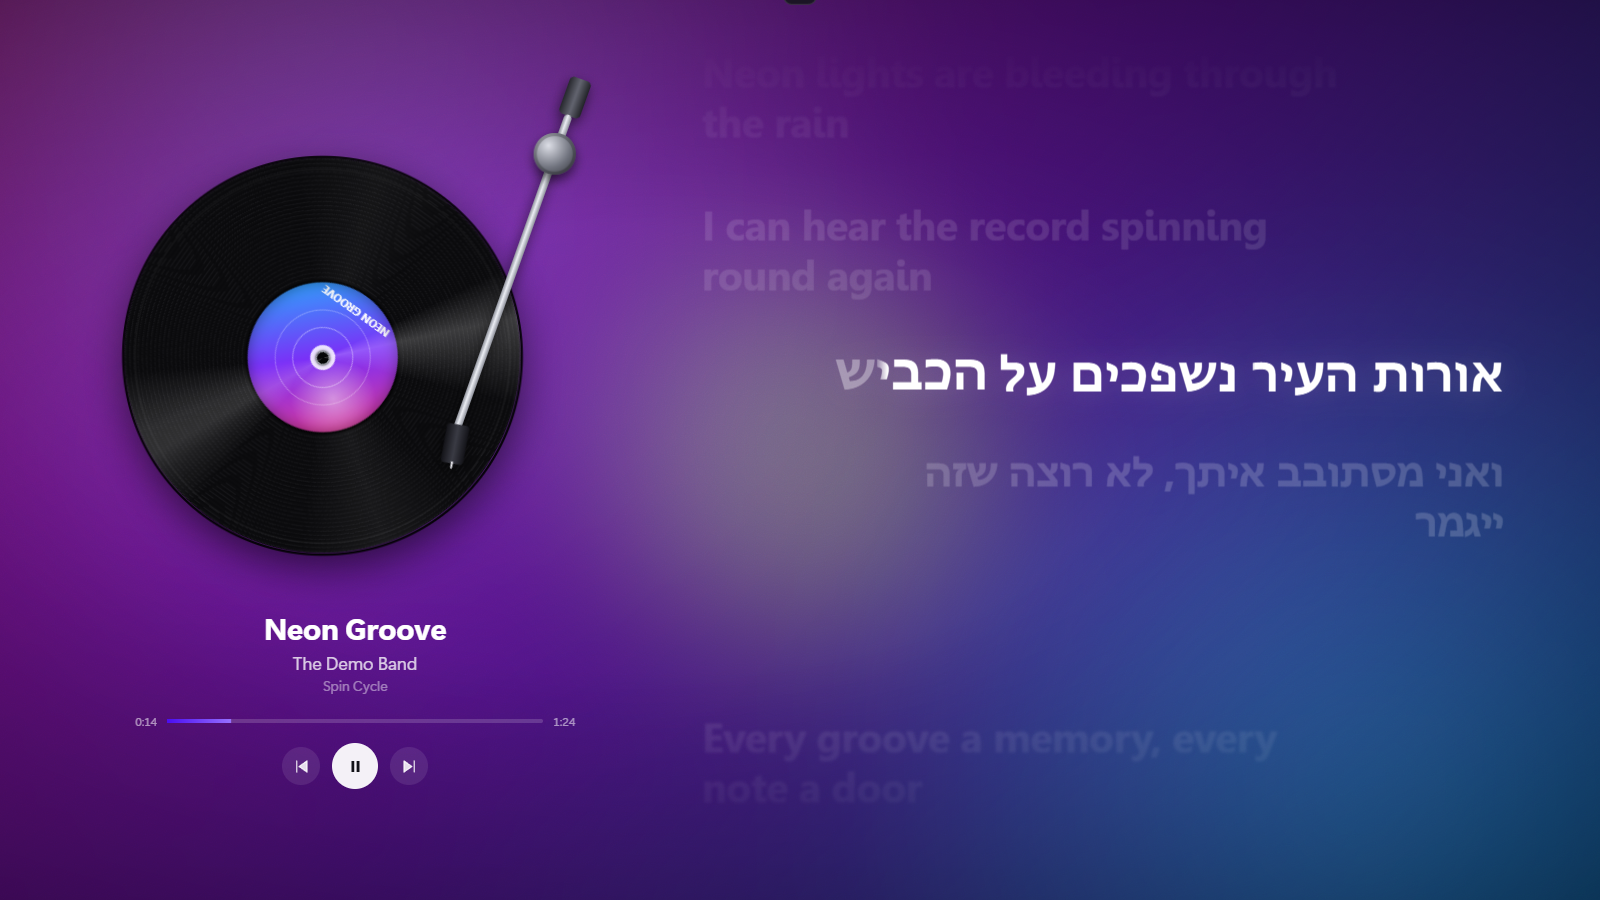 Neon lights are bleeding through
the rain
I can hear the record spinning
round again
אורות העיר נשפכים על הכביש
ואני מסתובב איתך, לא רוצה שזה
ייגמר
Every groove a memory, every
note a door
NEON GROOVE
Neon Groove
The Demo Band
Spin Cycle
0:14
1:24